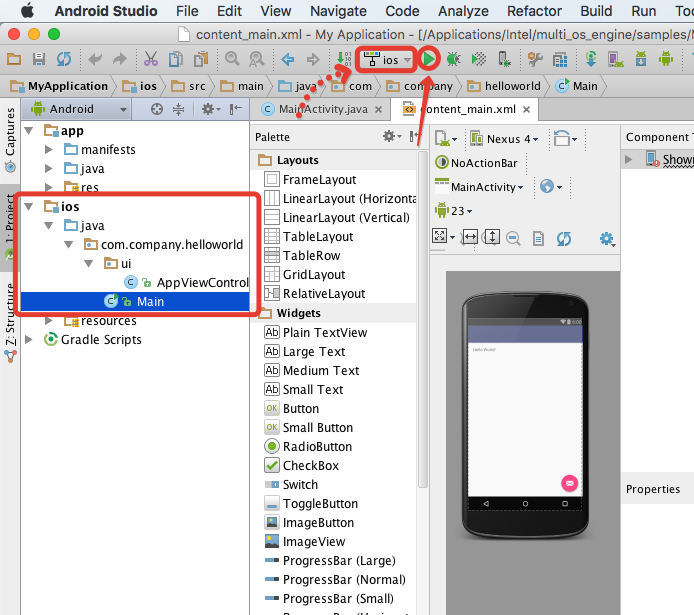 Android Studio File Edit View Navigate Code Analyze Refactor Build Run
content_main.xml - My Application - [/Applications/Intel/multi_os_engine/samples/
ios
MyApplication ios src main java com company helloworld Main
Android MainActivity.java content_main.xml
Captures
1: Project
Z: Structure
app
manifests
java
res
ios
java
com.company.helloworld
ui
AppViewControl
Main
resources
Gradle Scripts
Palette
Layouts
FrameLayout
LinearLayout (Horizonta
LinearLayout (Vertical)
TableLayout
TableRow
GridLayout
RelativeLayout
Widgets
Plain TextView
Large Text
Medium Text
Small Text
Button
Small Button
RadioButton
CheckBox
Switch
ToggleButton
ImageButton
ImageView
ProgressBar (Large)
ProgressBar (Normal)
ProgressBar (Small)
Nexus 4
NoActionBar
MainActivity
23
Hello World!
Component T
Show
Properties